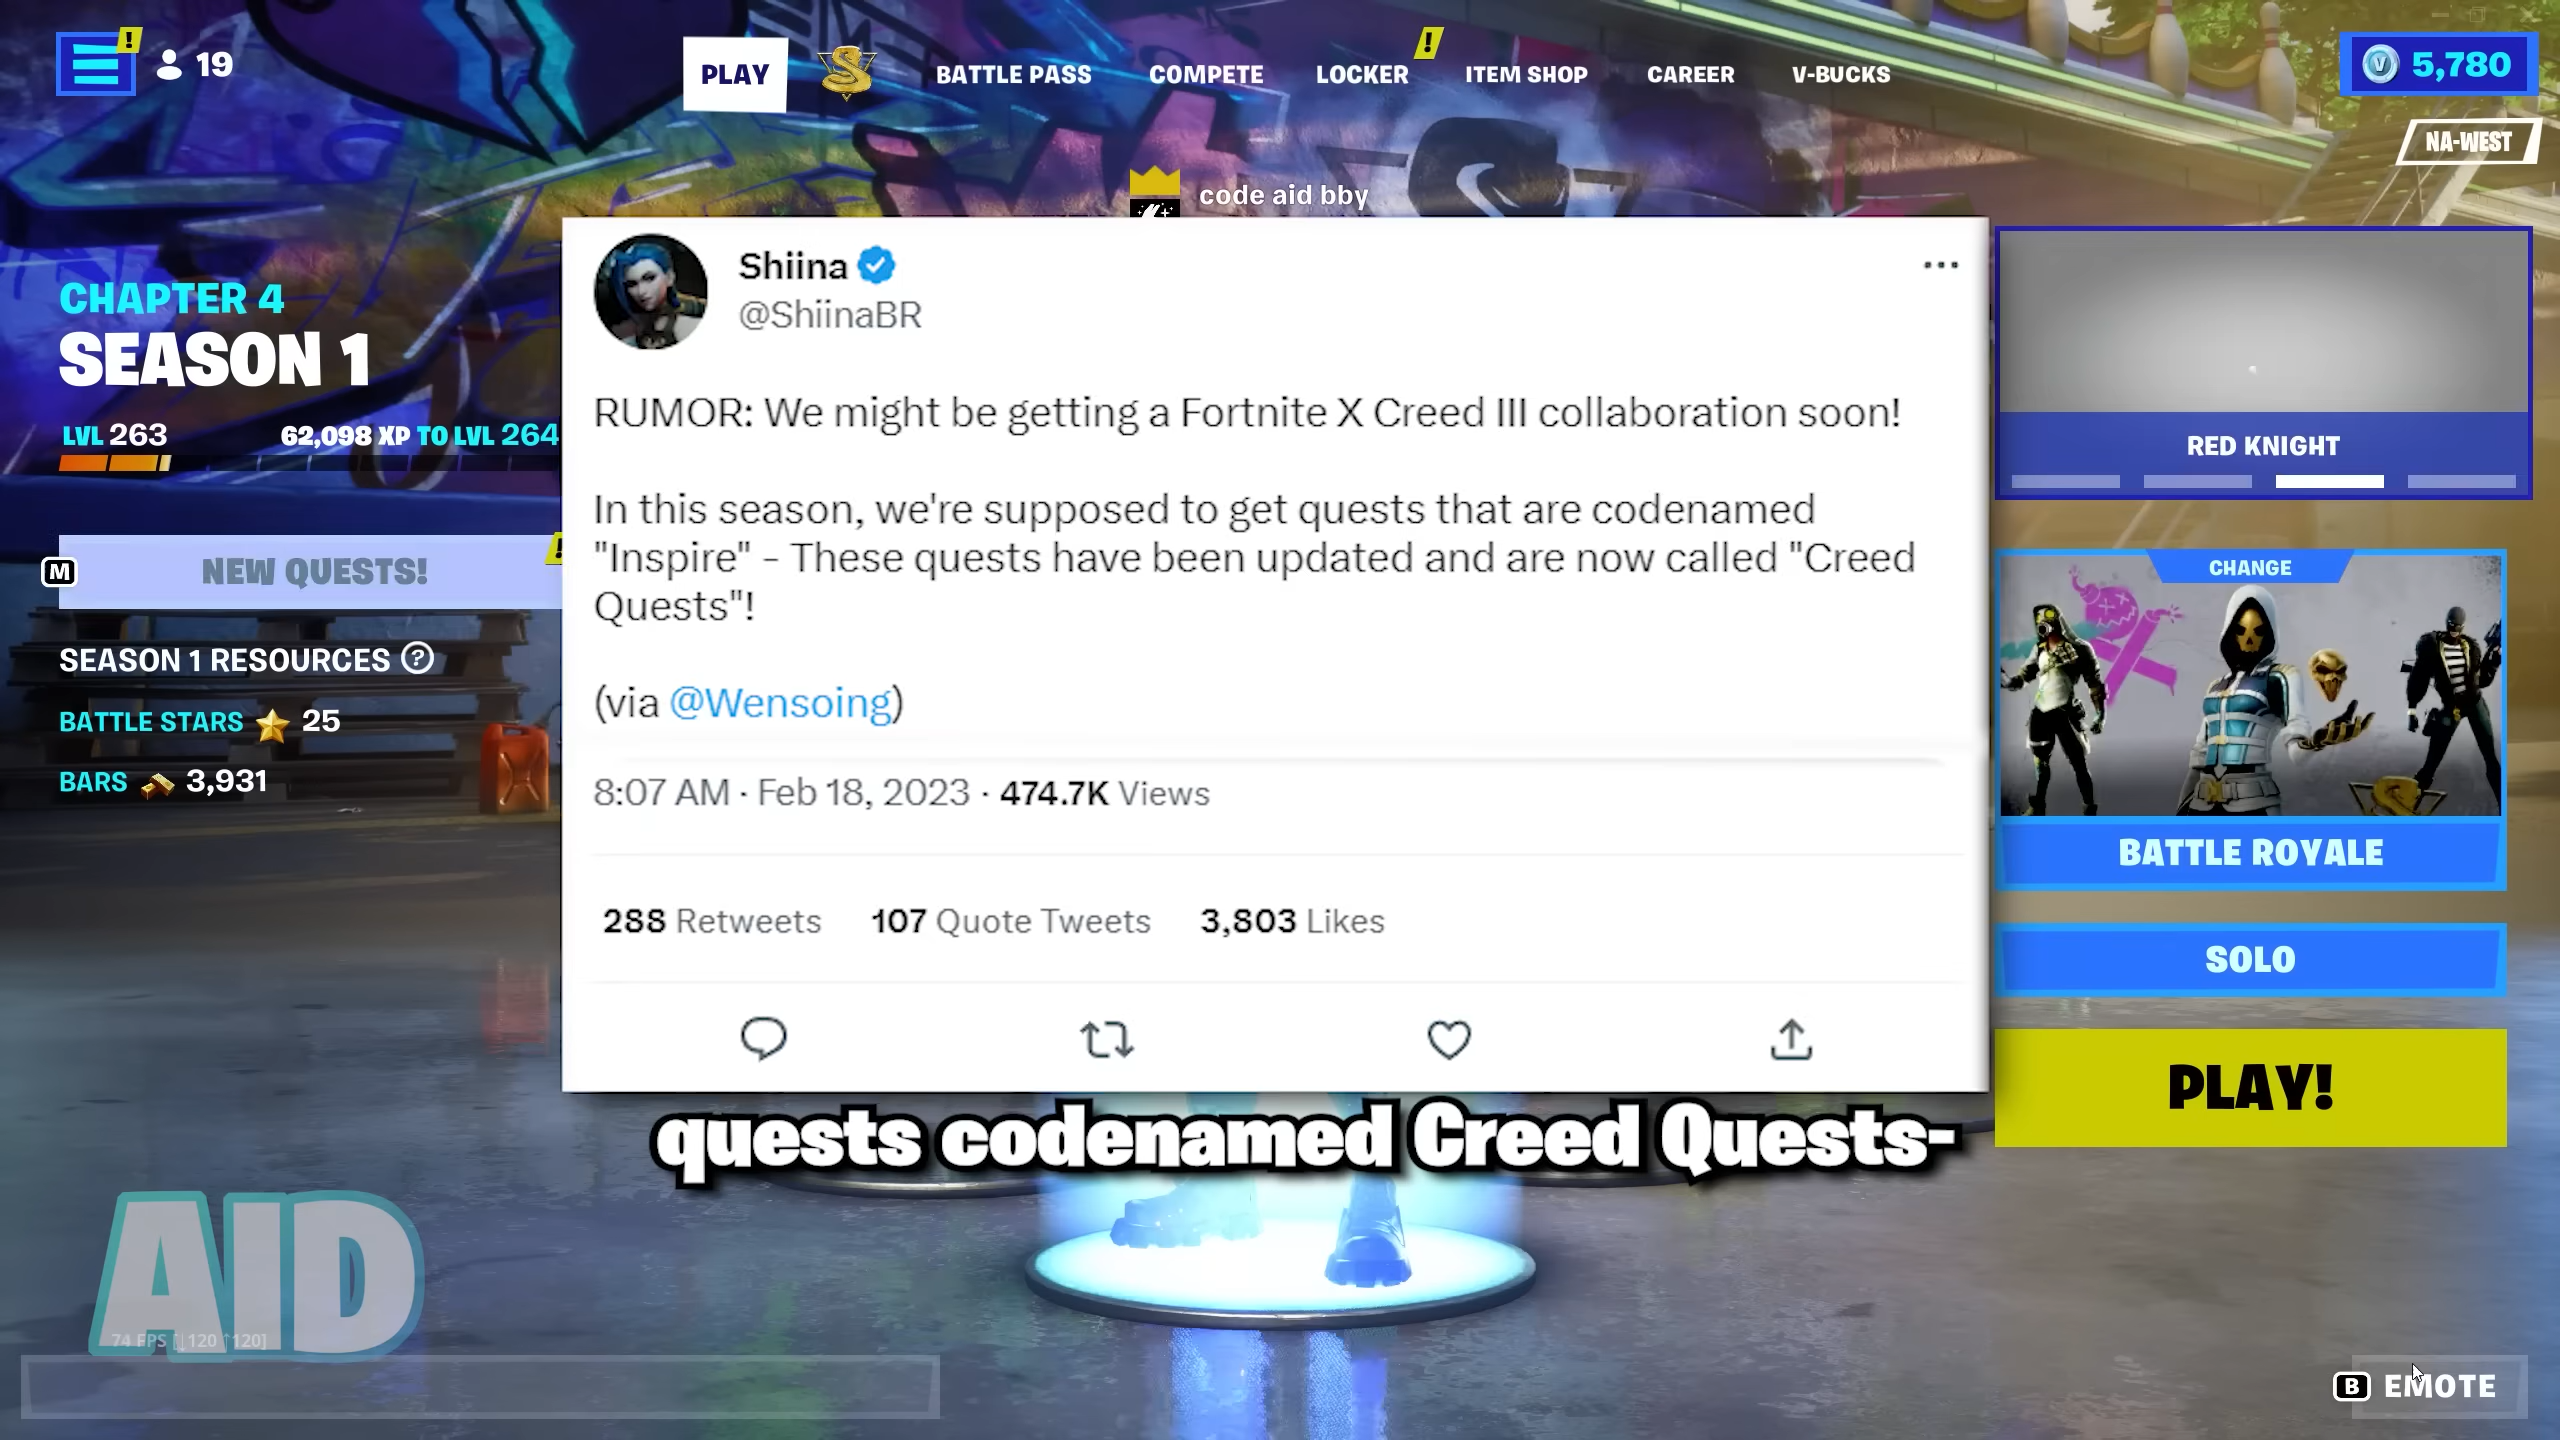 !
19
PLAY
BATTLE PASS
COMPETE
LOCKER
!
ITEM SHOP
CAREER
V-BUCKS
5,780
NA-WEST
code aid bby
CHAPTER 4
SEASON 1
LVL 263
62,098 XP TO LVL 264
M
NEW QUESTS!
!
SEASON 1 RESOURCES ?
BATTLE STARS 25
BARS 3,931
Shiina
@ShiinaBR
RUMOR: We might be getting a Fortnite X Creed III collaboration soon!
In this season, we're supposed to get quests that are codenamed
"Inspire" - These quests have been updated and are now called "Creed
Quests"!
(via @Wensoing)
8:07 AM · Feb 18, 2023 · 474.7K Views
288 Retweets 107 Quote Tweets 3,803 Likes
RED KNIGHT
CHANGE
BATTLE ROYALE
SOLO
PLAY!
quests codenamed Creed Quests-
AID
74 FPS [↓120 ↑120]
B EMOTE